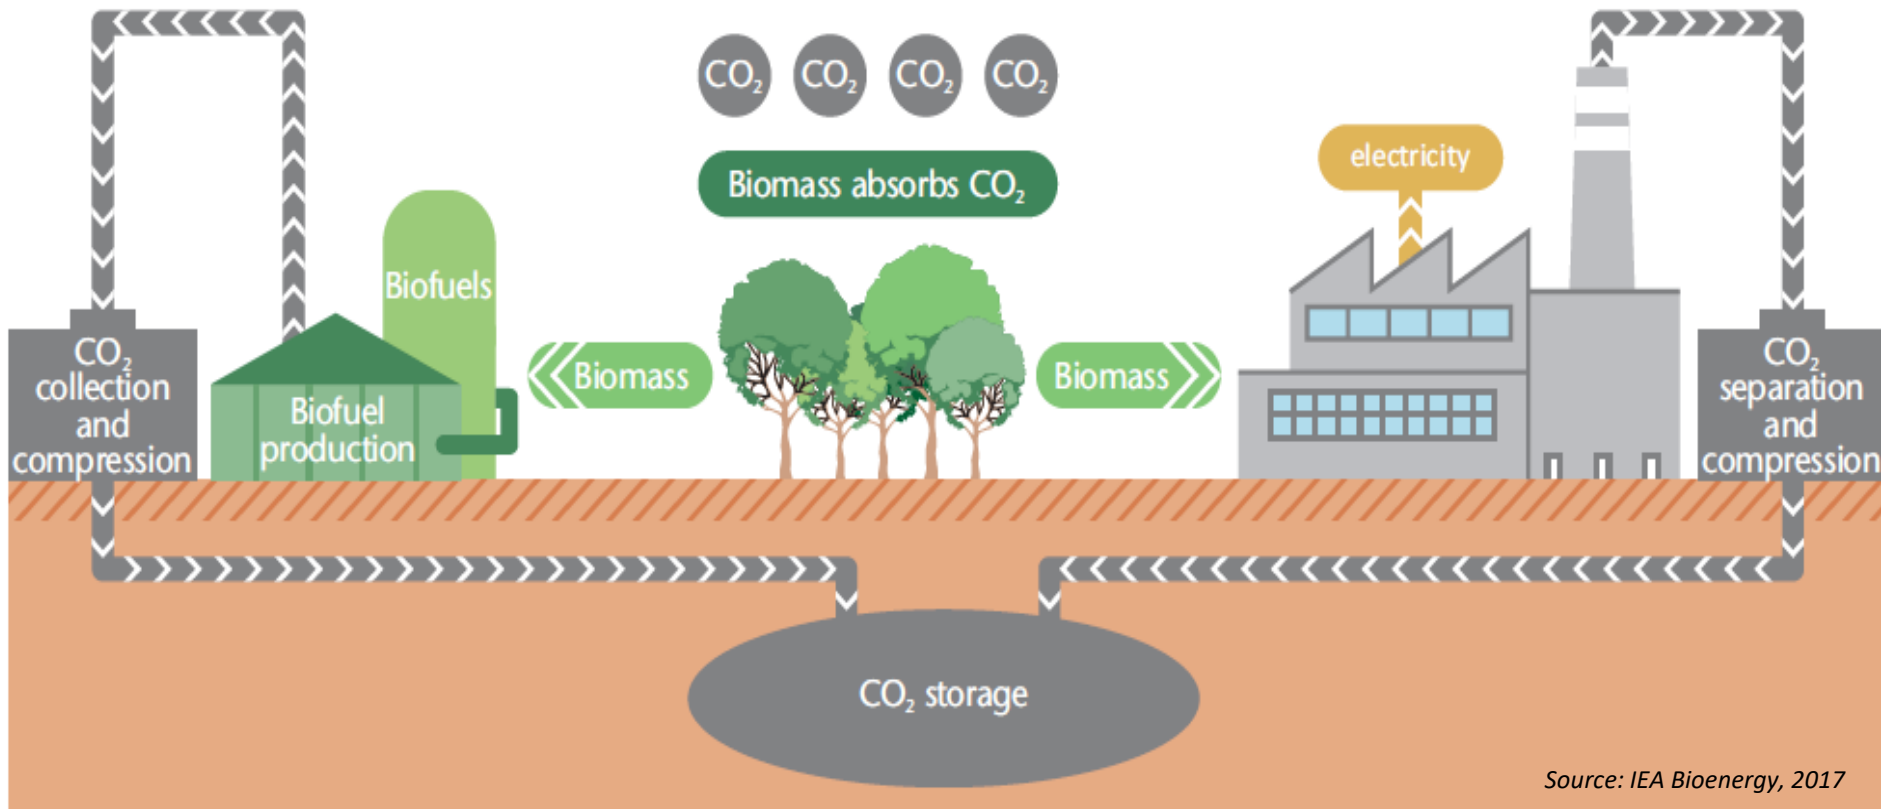 CO₂ CO₂ CO₂ CO₂
Biomass absorbs CO₂
electricity
Biofuels
CO₂
collection
and
compression
Biofuel
production
Biomass
Biomass
CO₂
separation
and
compression
CO₂ storage
Source: IEA Bioenergy, 2017